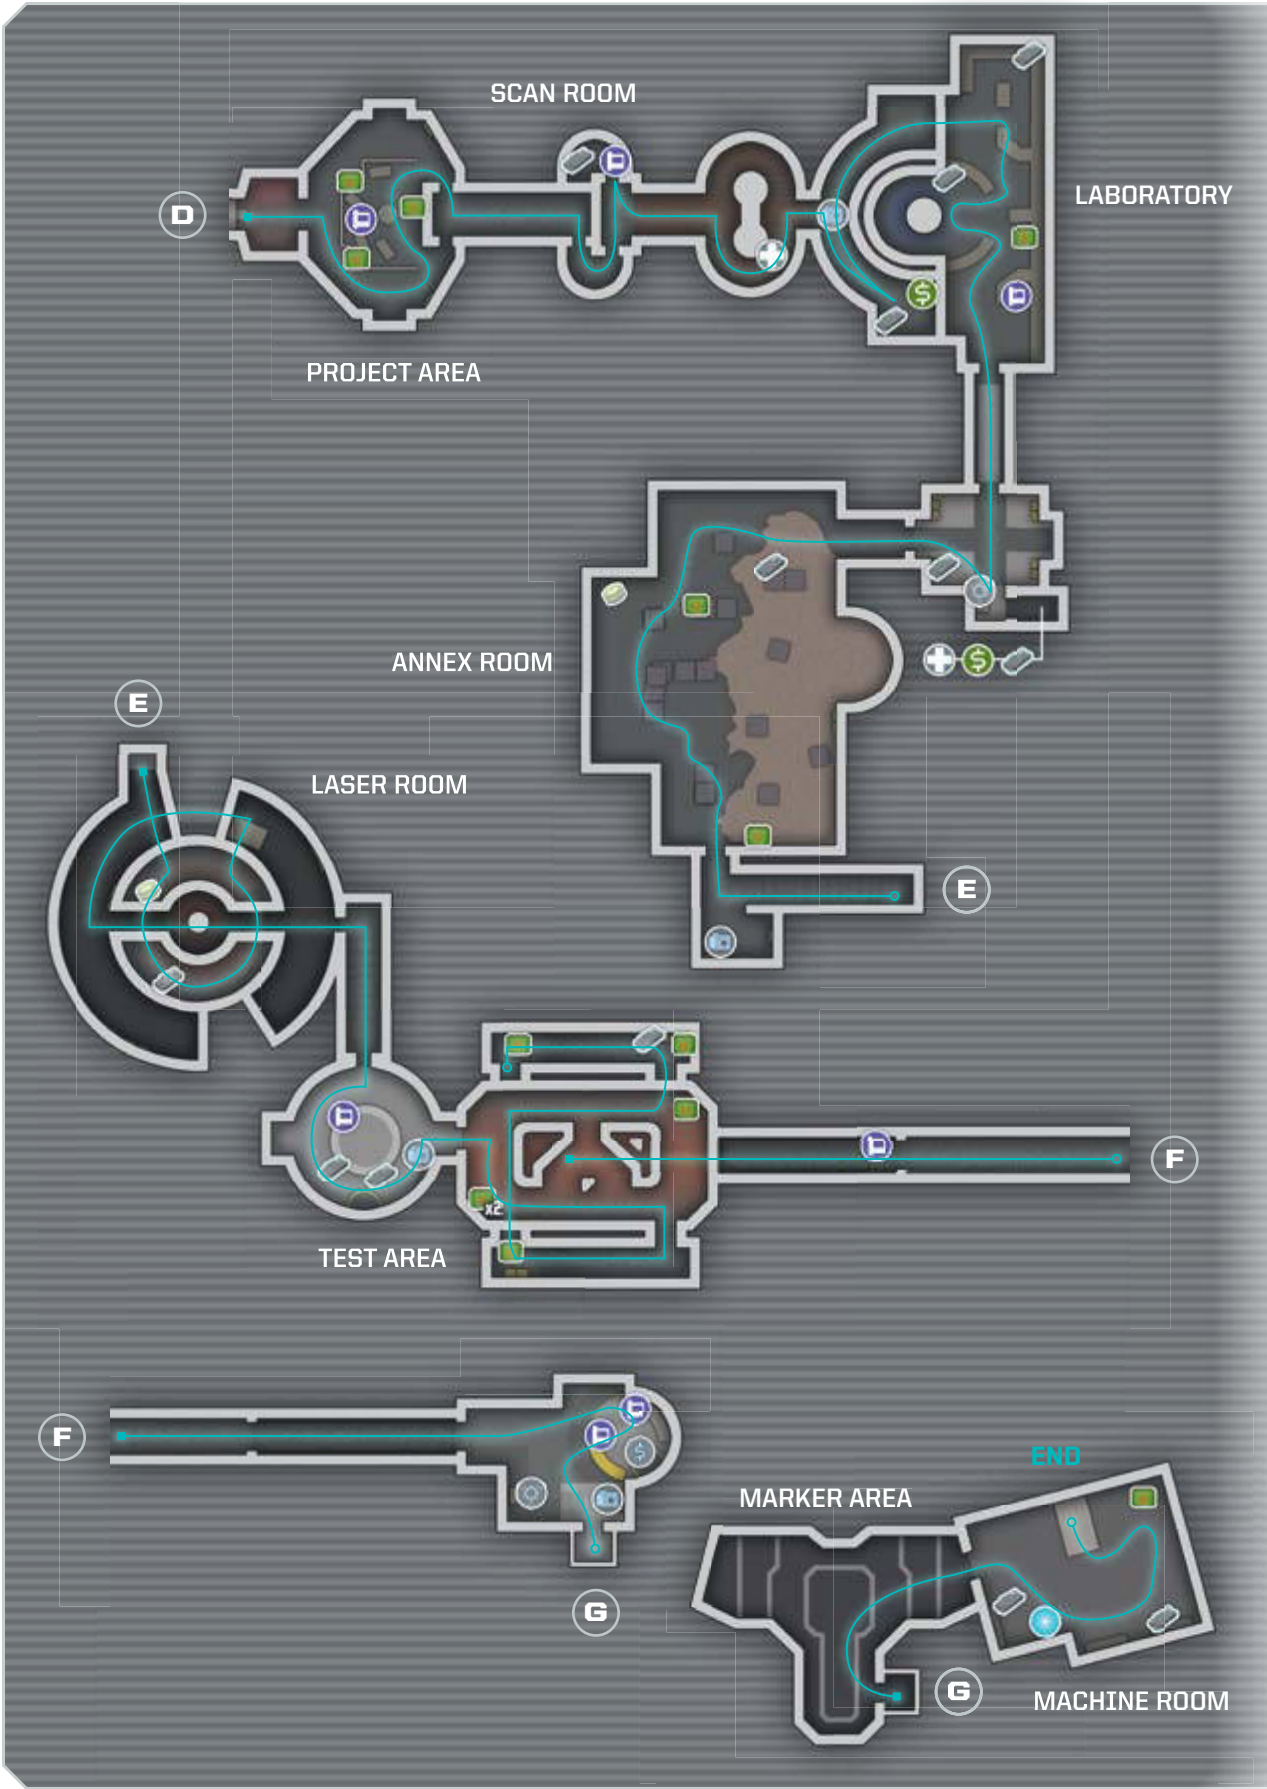 SCAN ROOM
D
LABORATORY
PROJECT AREA
$
ANNEX ROOM
$
E
LASER ROOM
E
F
x2
TEST AREA
F
$
END
MARKER AREA
G
G
MACHINE ROOM